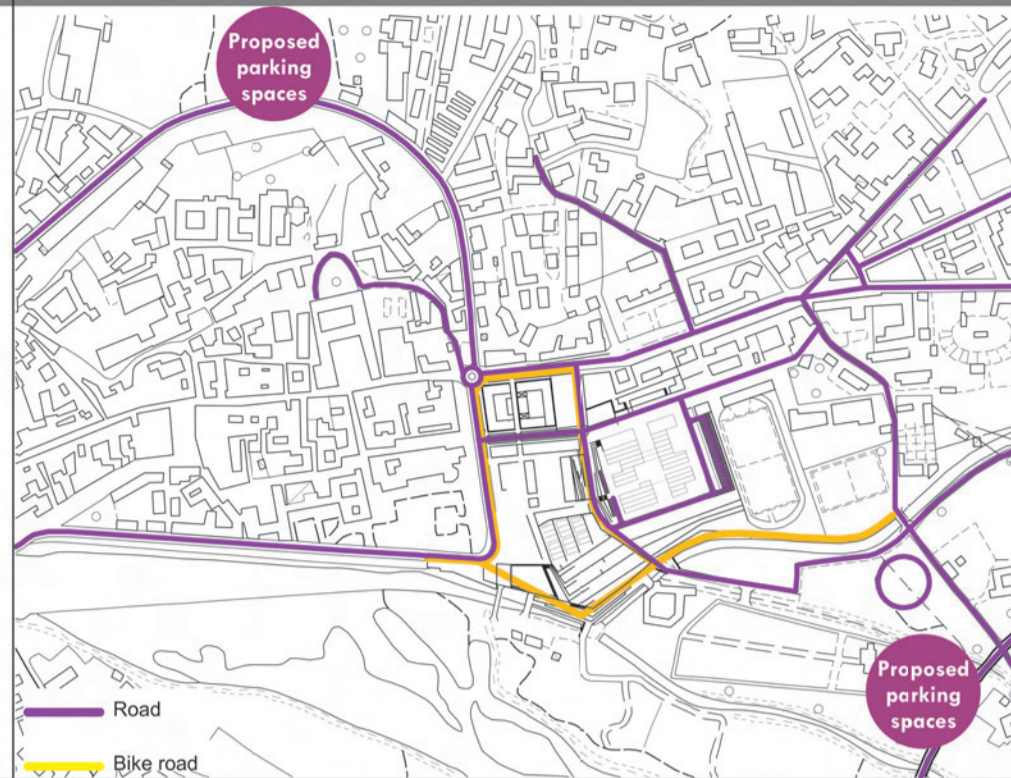 Proposed
parking
spaces
Proposed
parking
spaces
Road
Bike road